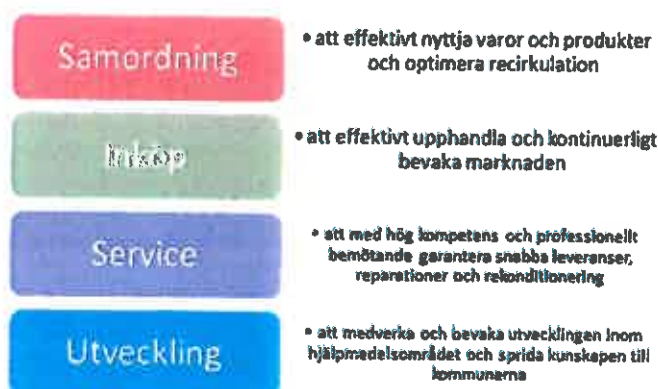 Samordning
• att effektivt nyttja varor och produkter
och optimera recirkulation
Inköp
• att effektivt upphandla och kontinuerligt
bevaka marknaden
Service
• att med hög kompetens och professionellt
bemötande garantera snabba leveranser,
reparationer och rekonditionering
Utveckling
• att medverka och bevaka utvecklingen inom
hjälpmedelsområdet och sprida kunskapen till
kommunerna